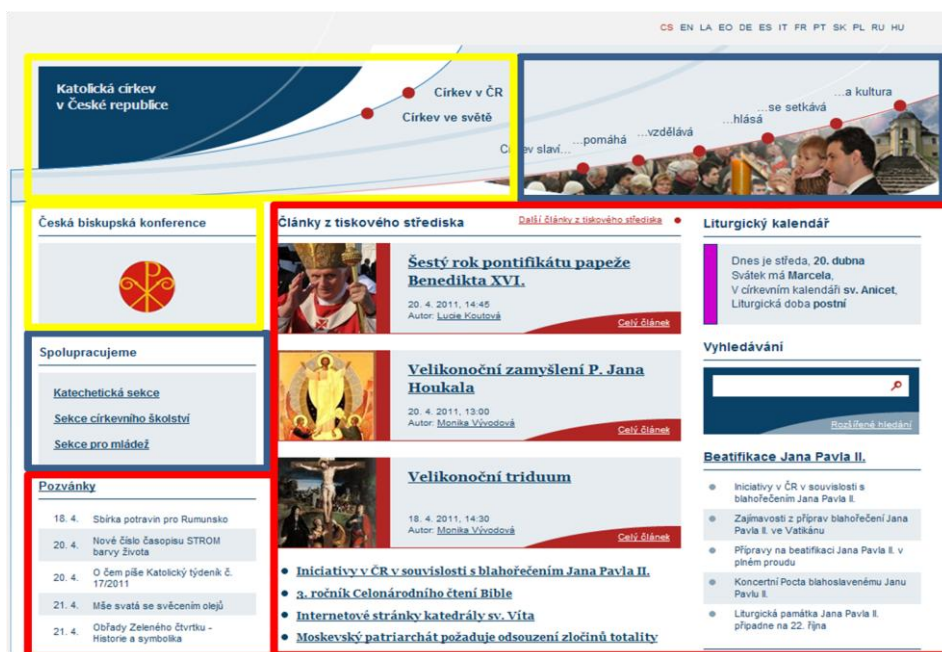 CS EN LA EO DE ES IT FR PT SK PL RU HU
Katolická církev
v České republice
Církev v ČR
Církev ve světě
Církev slaví...
...pomáhá
...vzdělává
...hlásá
...se setkává
...a kultura
Česká biskupská konference
Spolupracujeme
Katechetická sekce
Sekce církevního školství
Sekce pro mládež
Pozvánky
18. 4. Sbírka potravin pro Rumunsko
20. 4. Nové číslo časopisu STROM
barvy života
20. 4. O čem píše Katolický týdeník č.
17/2011
21. 4. Mše svatá se svěcením olejů
21. 4. Obřady Zeleného čtvrtku -
Historie a symbolika
Články z tiskového střediska
Další články z tiskového střediska
Šestý rok pontifikátu papeže
Benedikta XVI.
20. 4. 2011, 14:45
Autor: Lucie Koutová
Celý článek
Velikonoční zamyšlení P. Jana
Houkala
20. 4. 2011, 13:00
Autor: Monika Vývodová
Celý článek
Velikonoční triduum
18. 4. 2011, 14:30
Autor: Monika Vývodová
Celý článek
Iniciativy v ČR v souvislosti s blahořečením Jana Pavla II.
3. ročník Celonárodního čtení Bible
Internetové stránky katedrály sv. Víta
Moskevský patriarchát požaduje odsouzení zločinů totality
Liturgický kalendář
Dnes je středa, 20. dubna
Svátek má Marcela,
V církevním kalendáři sv. Anicet,
Liturgická doba postní
Vyhledávání
Rozšířené hledání
Beatifikace Jana Pavla II.
Iniciativy v ČR v souvislosti s
blahořečením Jana Pavla II.
Zajímavosti z příprav blahořečení Jana
Pavla II. ve Vatikánu
Přípravy na beatifikaci Jana Pavla II. v
plném proudu
Koncertní Pocta blahoslavenému Janu
Pavlu II.
Liturgická památka Jana Pavla II.
připadne na 22. října